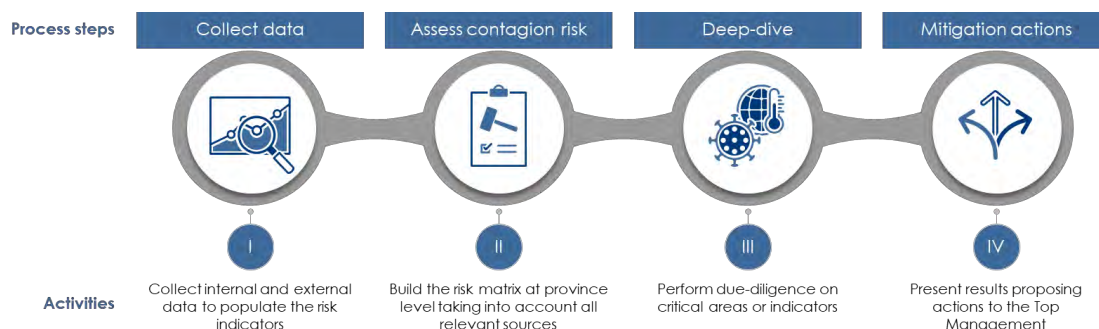 Process steps
Collect data
Assess contagion risk
Deep-dive
Mitigation actions
I
II
III
IV
Activities
Collect internal and external
data to populate the risk
indicators
Build the risk matrix at province
level taking into account all
relevant sources
Perform due-diligence on
critical areas or indicators
Present results proposing
actions to the Top
Management